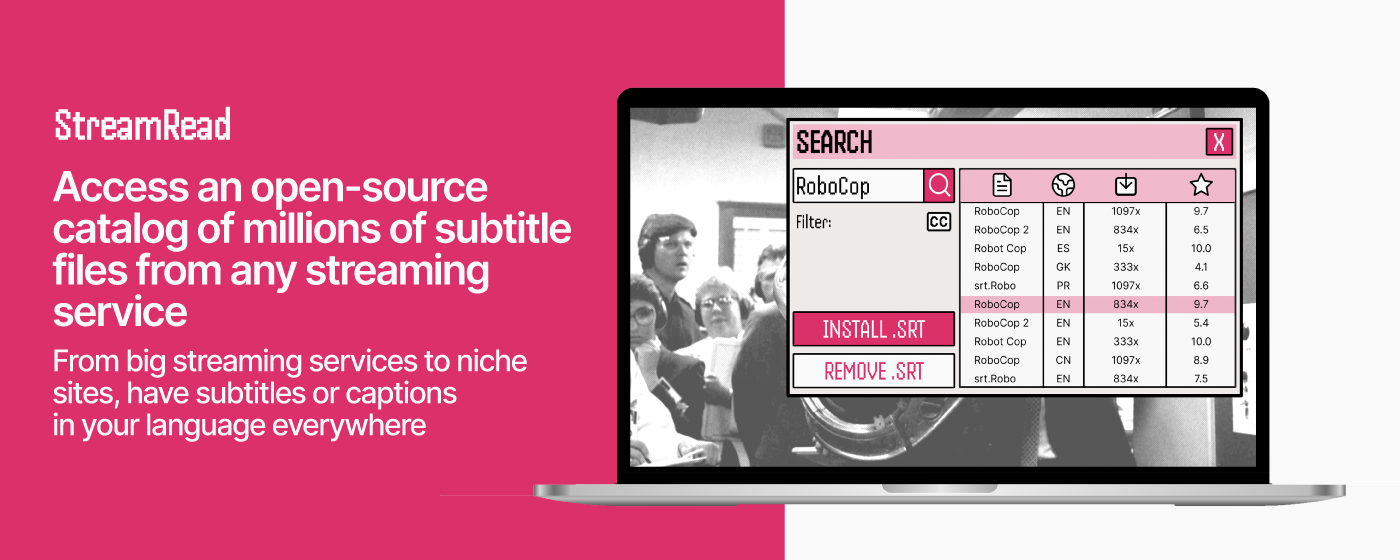 StreamRead
Access an open-source
catalog of millions of subtitle
files from any streaming
service
From big streaming services to niche
sites, have subtitles or captions
in your language everywhere
SEARCH
X
RoboCop
Filter:
CC
INSTALL .SRT
REMOVE .SRT
RoboCop EN 1097x 9.7
RoboCop 2 EN 834x 6.5
Robot Cop ES 15x 10.0
RoboCop GK 333x 4.1
srt.Robo PR 1097x 6.6
RoboCop EN 834x 9.7
RoboCop 2 EN 15x 5.4
Robot Cop EN 333x 10.0
RoboCop CN 1097x 8.9
srt.Robo EN 834x 7.5